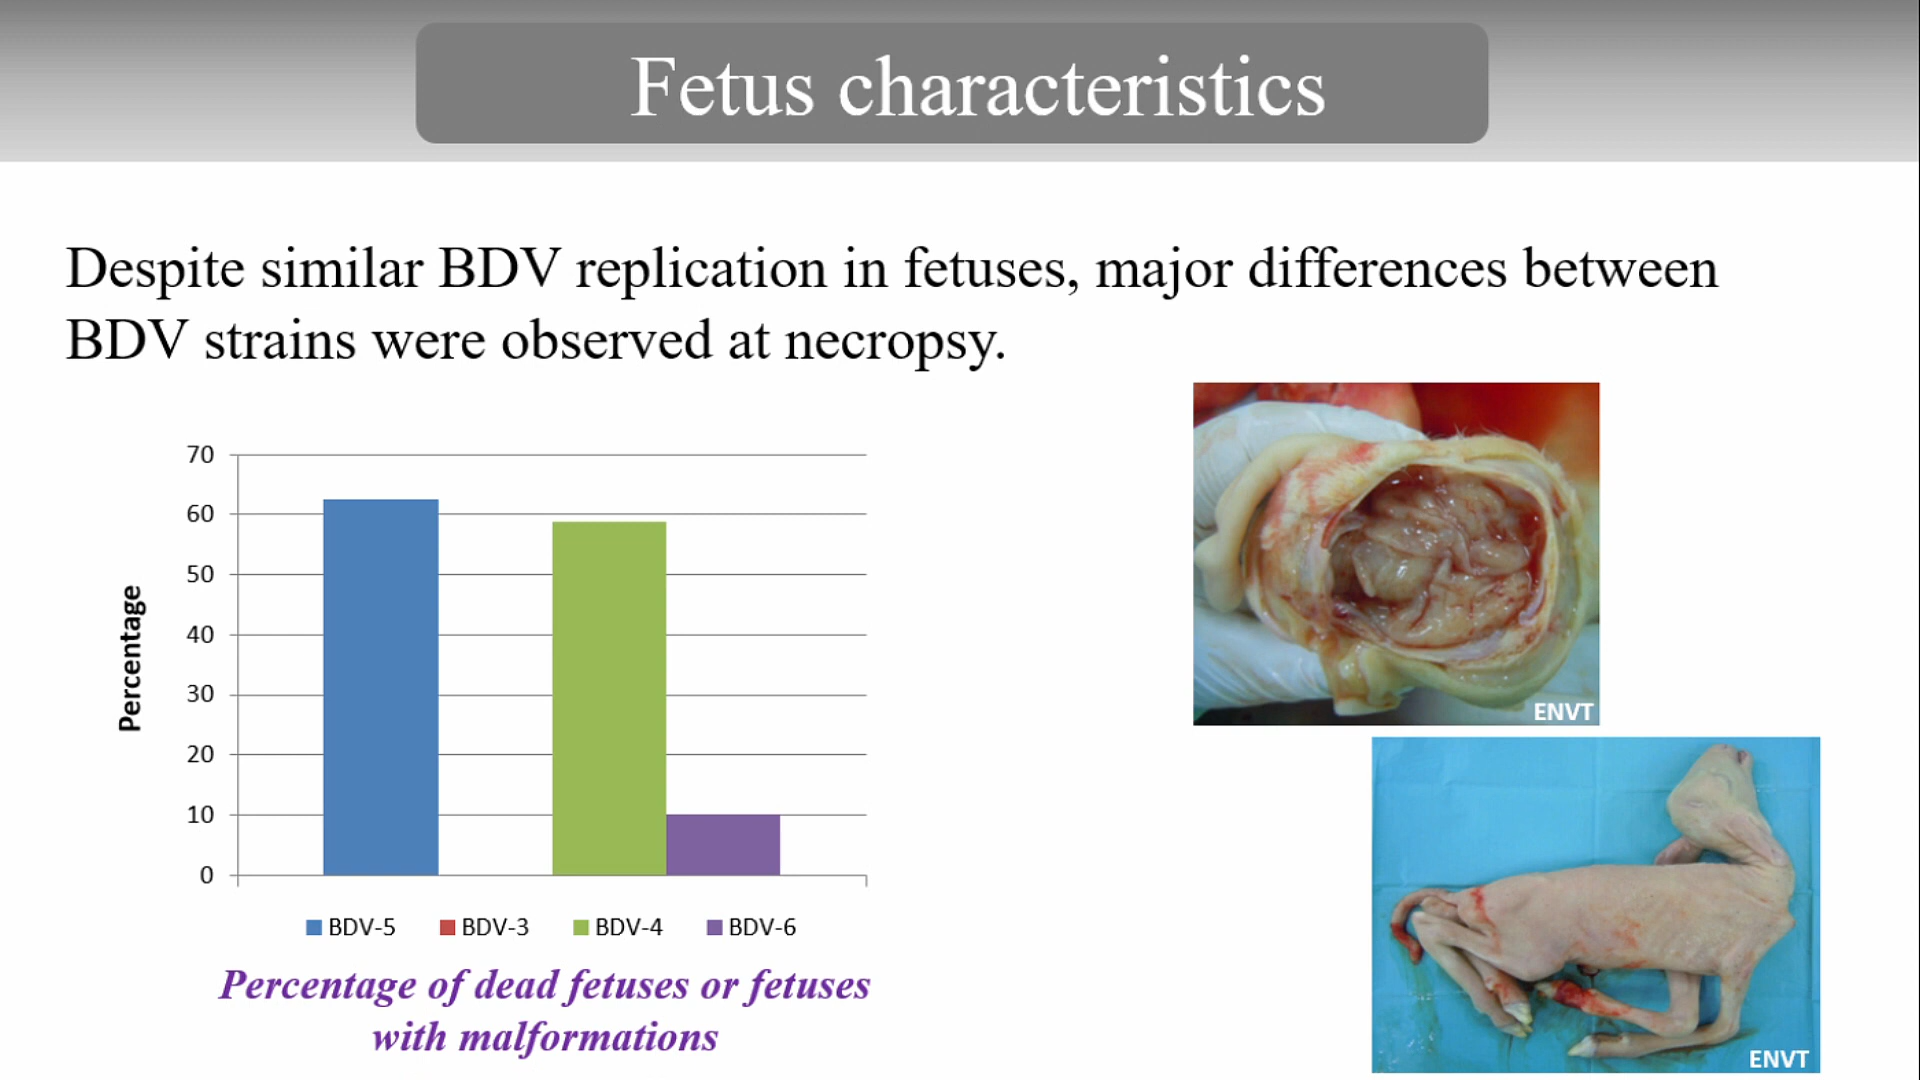 Fetus characteristics
Despite similar BDV replication in fetuses, major differences between
BDV strains were observed at necropsy.
70
60
50
40
30
20
10
0
Percentage
BDV-5 BDV-3 BDV-4 BDV-6
Percentage of dead fetuses or fetuses
with malformations
ENVT
ENVT